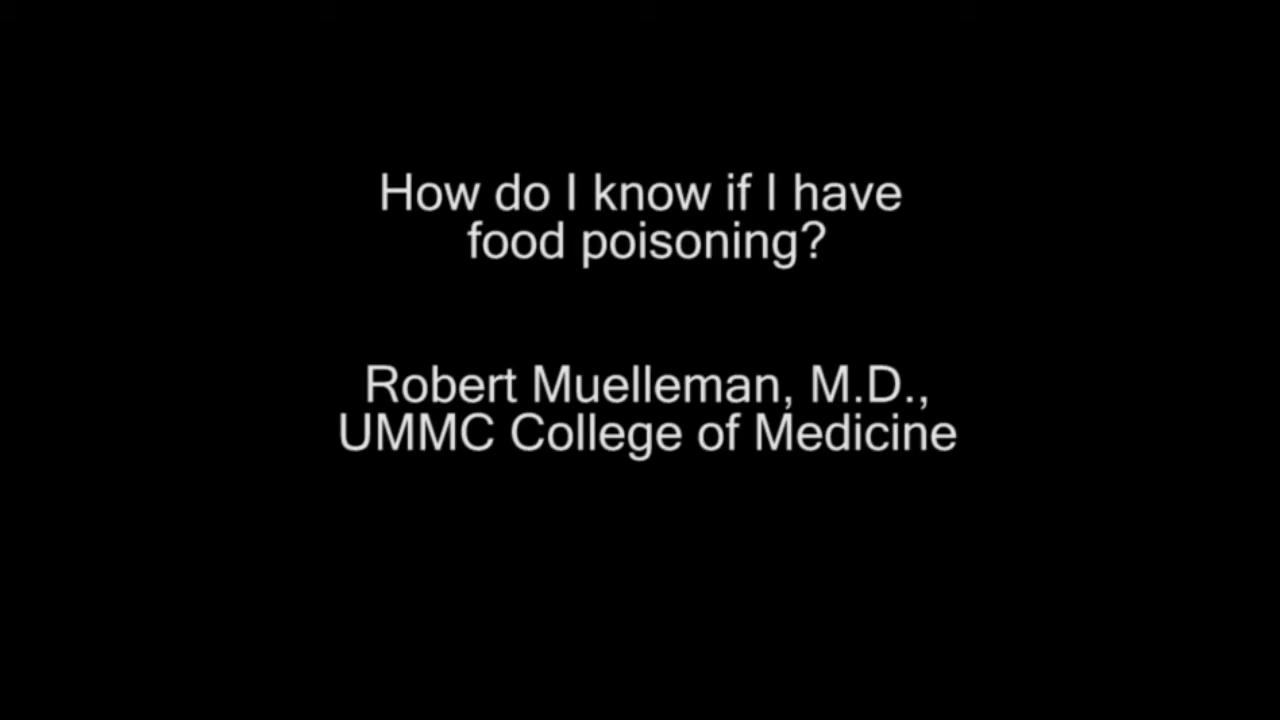 How do I know if I have
food poisoning?
Robert Muelleman, M.D.,
UMMC College of Medicine